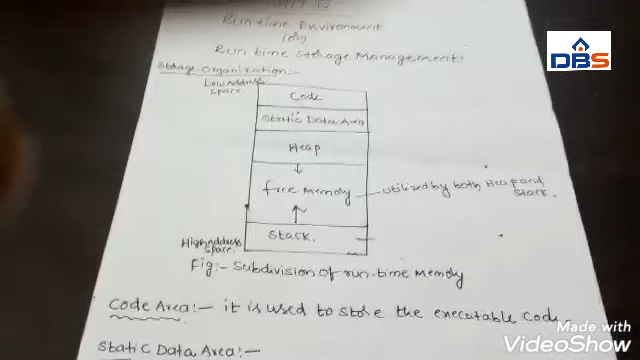 Run time Environment
(or)
Run time Storage Management
Storage Organization:-
Low Address
Space
Code
Static Data Area
Heap
free Memory
utilized by both Heap and
Stack.
Stack.
High Address
Space
Fig:- Subdivision of run-time Memory
Code Area:- it is used to store the executable Code.
Static Data Area:-
DBS
Made with
VideoShow